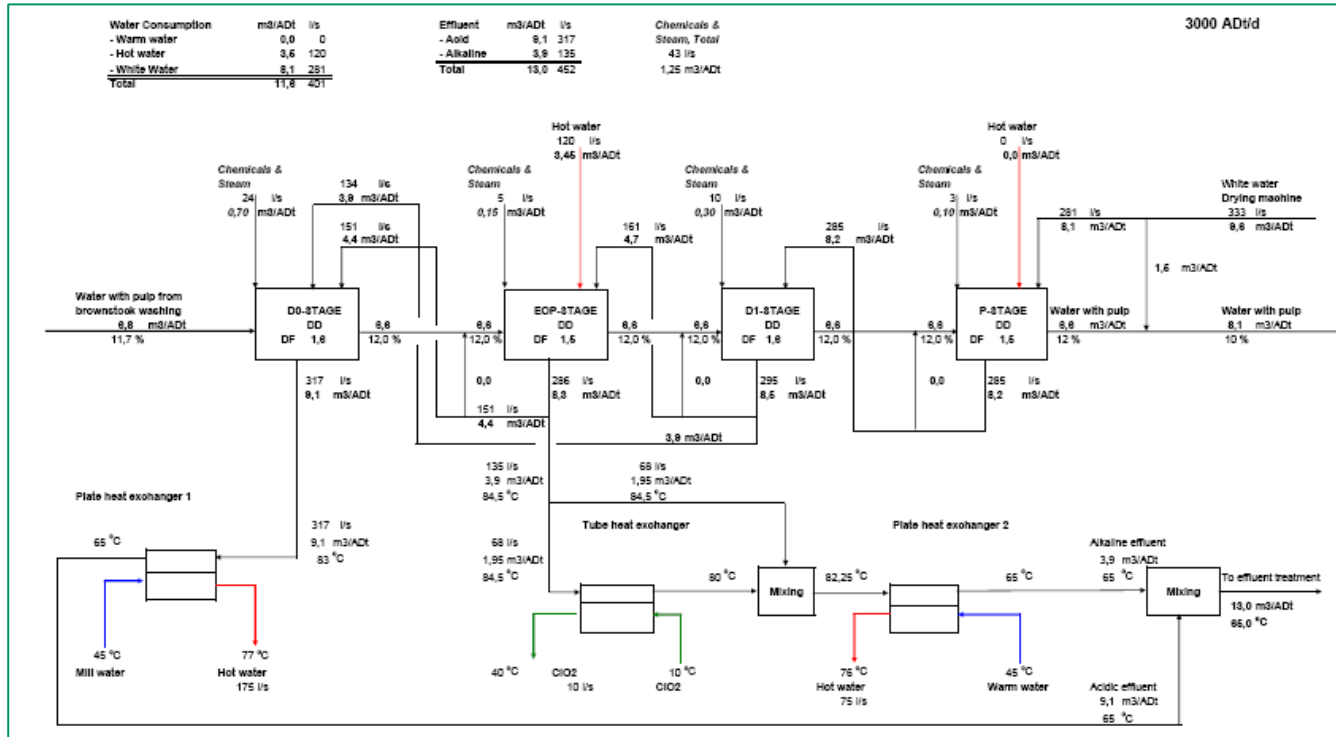 Water Consumption m3/ADt l/s
- Warm water 0,0 0
- Hot water 3,5 120
- White Water 8,1 281
Total 11,6 401
Effluent m3/ADt l/s
- Acid 9,1 317
- Alkaline 3,9 135
Total 13,0 452
Chemicals &
Steam, Total
43 l/s
1,25 m3/ADt
3000 ADt/d
Hot water
120 l/s
3,45 m3/ADt
Hot water
0 l/s
0,0 m3/ADt
Chemicals &
Steam
24 l/s
0,70 m3/ADt
134 l/s
3,9 m3/ADt
151 l/s
4,4 m3/ADt
Chemicals &
Steam
5 l/s
0,15 m3/ADt
161 l/s
4,7 m3/ADt
Chemicals &
Steam
10 l/s
0,30 m3/ADt
285 l/s
8,2 m3/ADt
Chemicals &
Steam
3 l/s
0,10 m3/ADt
281 l/s
8,1 m3/ADt
White water
Drying machine
333 l/s
9,6 m3/ADt
1,5 m3/ADt
Water with pulp from
brownstock washing
6,8 m3/ADt
11,7 %
D0-STAGE
DD
DF 1,6
6,6
12,0 %
6,6
12,0 %
EOP-STAGE
DD
DF 1,5
6,6
12,0 %
6,6
12,0 %
D1-STAGE
DD
DF 1,6
6,6
12,0 %
6,6
12,0 %
P-STAGE
DD
DF 1,5
Water with pulp
6,6 m3/ADt
12 %
Water with pulp
8,1 m3/ADt
10 %
317 l/s
9,1 m3/ADt
0,0
286 l/s
8,3 m3/ADt
0,0
295 l/s
8,5 m3/ADt
0,0
285 l/s
8,2 m3/ADt
151 l/s
4,4 m3/ADt
3,9 m3/ADt
135 l/s
3,9 m3/ADt
84,5 °C
68 l/s
1,95 m3/ADt
84,5 °C
Plate heat exhanger 1
65 °C
317 l/s
9,1 m3/ADt
83 °C
45 °C
Mill water
77 °C
Hot water
175 l/s
Tube heat exchanger
68 l/s
1,95 m3/ADt
84,5 °C
80 °C
Mixing
82,25 °C
40 °C
ClO2
10 l/s
10 °C
ClO2
Plate heat exchanger 2
65 °C
76 °C
Hot water
75 l/s
45 °C
Warm water
Alkaline effluent
3,9 m3/ADt
65 °C
Mixing
To effluent treatment
13,0 m3/ADt
65,0 °C
Acidic effluent
9,1 m3/ADt
65 °C